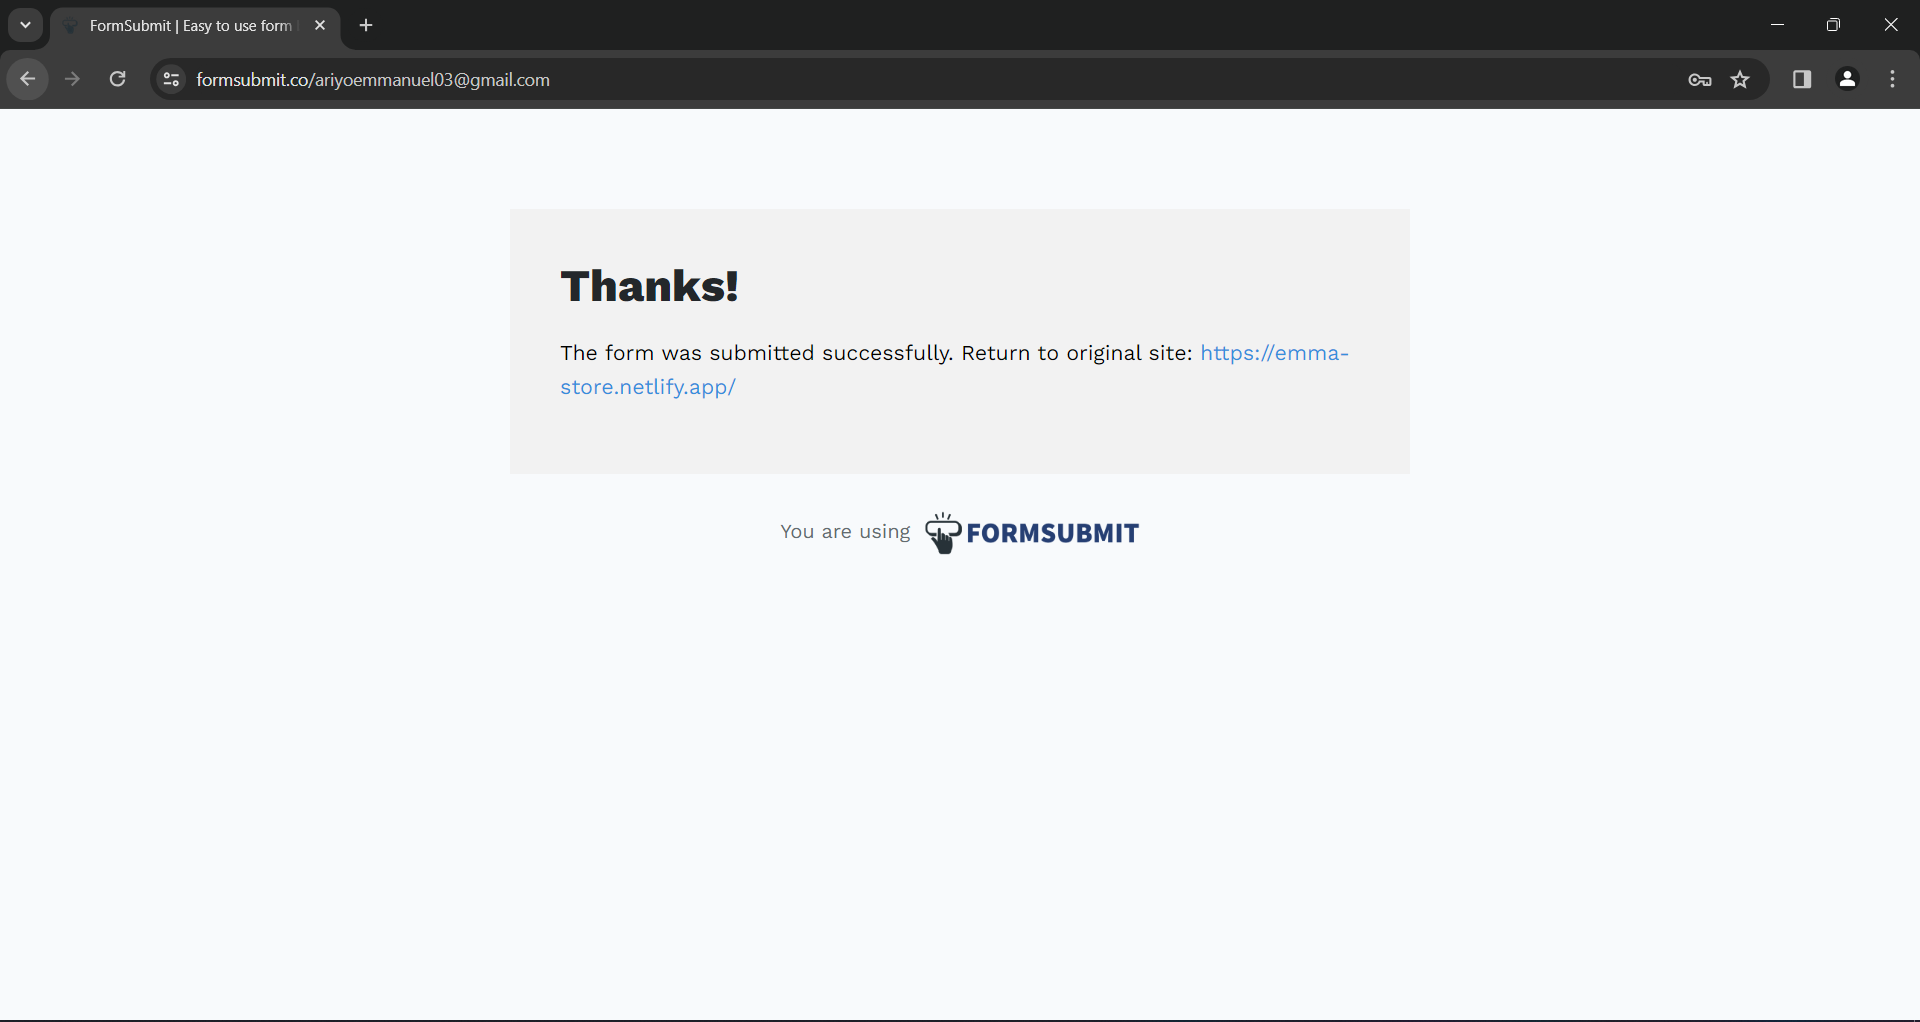 FormSubmit | Easy to use form
formsubmit.co/ariyoemmanuel03@gmail.com
Thanks!
The form was submitted successfully. Return to original site: https://emma-
store.netlify.app/
You are using FORMSUBMIT